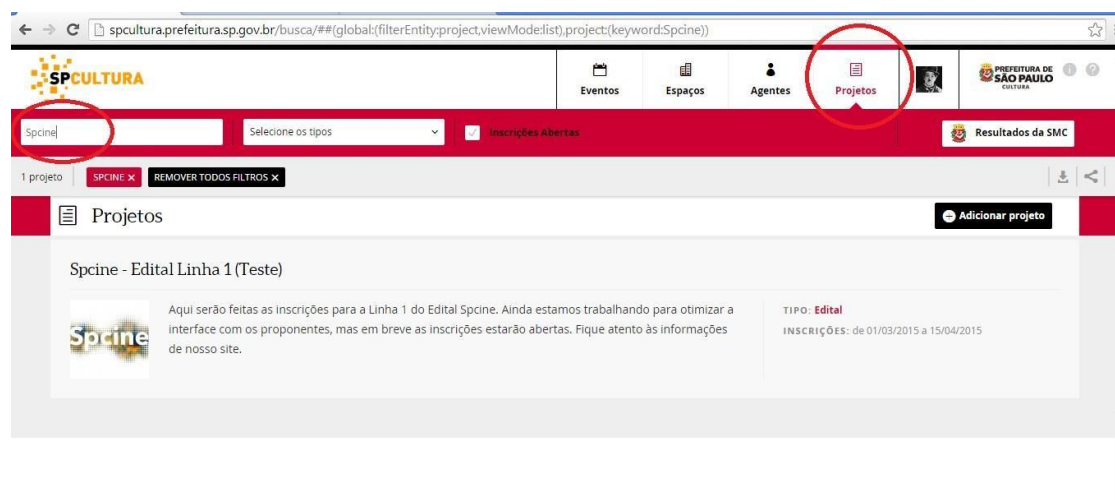 spcultura.prefeitura.sp.gov.br/busca/##(global:(filterEntity:project,viewMode:list),project:(keyword:Spcine))
SPCULTURA
Eventos
Espaços
Agentes
Projetos
PREFEITURA DE
SÃO PAULO
CULTURA
Spcine
Selecione os tipos
Inscrições Abertas
Resultados da SMC
1 projeto
SPCINE X
REMOVER TODOS FILTROS X
Projetos
Adicionar projeto
Spcine - Edital Linha 1 (Teste)
Spcine
Aqui serão feitas as inscrições para a Linha 1 do Edital Spcine. Ainda estamos trabalhando para otimizar a
interface com os proponentes, mas em breve as inscrições estarão abertas. Fique atento às informações
de nosso site.
TIPO: Edital
INSCRIÇÕES: de 01/03/2015 a 15/04/2015